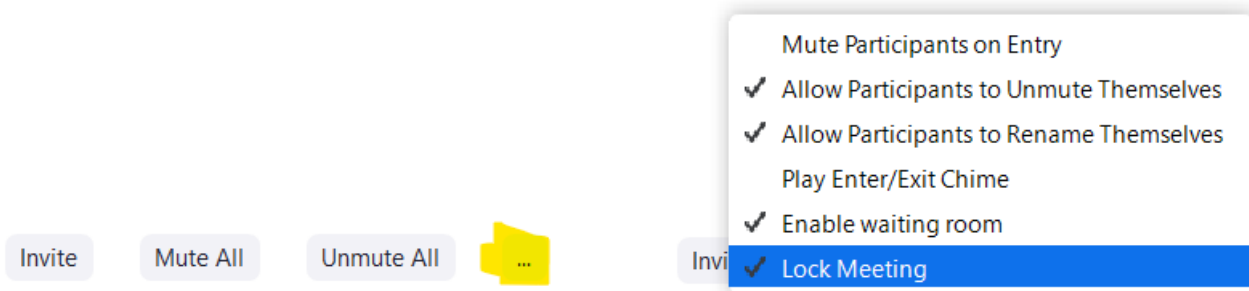 Mute Participants on Entry
✔ Allow Participants to Unmute Themselves
✔ Allow Participants to Rename Themselves
Play Enter/Exit Chime
✔ Enable waiting room
Invite Mute All Unmute All ... Invi
✔ Lock Meeting